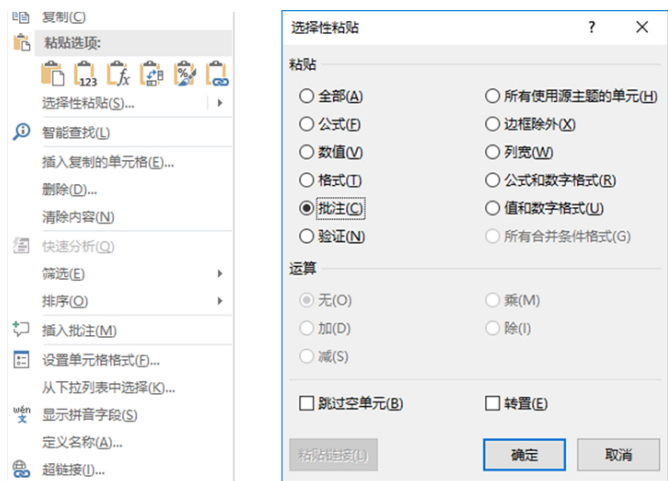 复制(C)
粘贴选项:
123
fx
选择性粘贴(S)...
智能查找(L)
插入复制的单元格(E)...
删除(D)...
清除内容(N)
快速分析(Q)
筛选(E)
排序(O)
插入批注(M)
设置单元格格式(F)...
从下拉列表中选择(K)...
wén
文
显示拼音字段(S)
定义名称(A)...
超链接(I)...
选择性粘贴
?
粘贴
全部(A)
所有使用源主题的单元(H)
公式(F)
边框除外(X)
数值(V)
列宽(W)
格式(T)
公式和数字格式(R)
批注(C)
值和数字格式(U)
验证(N)
所有合并条件格式(G)
运算
无(O)
乘(M)
加(D)
除(I)
减(S)
跳过空单元(B)
转置(E)
粘贴链接(L)
确定
取消